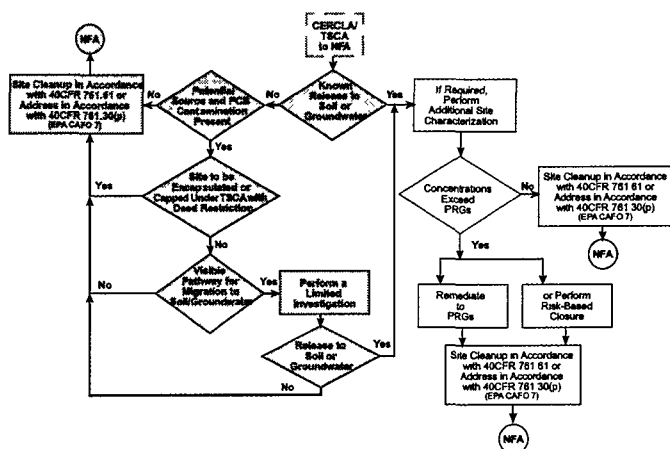 CERCLA/
TSCA
to NFA
NFA
Site Cleanup in Accordance
with 40CFR 761.61 or
Address in Accordance
with 40CFR 761.30(p)
(EPA CAFO 7)
No
Potential
Source and PCB
Contamination
Present
No
Known
Release to
Soil or
Groundwater
Yes
If Required,
Perform
Additional Site
Characterization
Yes
Yes
Site to be
Encapsulated or
Capped Under TSCA with
Deed Restriction
Concentrations
Exceed
PRGs
No
Site Cleanup in Accordance
with 40CFR 761 61 or
Address in Accordance
with 40CFR 761 30(p)
(EPA CAFO 7)
NFA
No
Yes
No
Visible
Pathway for
Migration to
Soil/Groundwater
Yes
Perform a
Limited
Investigation
Remediate
to
PRGs
or Perform
Risk-Based
Closure
Release to
Soil or
Groundwater
Yes
No
Site Cleanup in Accordance
with 40CFR 761 61 or
Address in Accordance
with 40CFR 761 30(p)
(EPA CAFO 7)
NFA